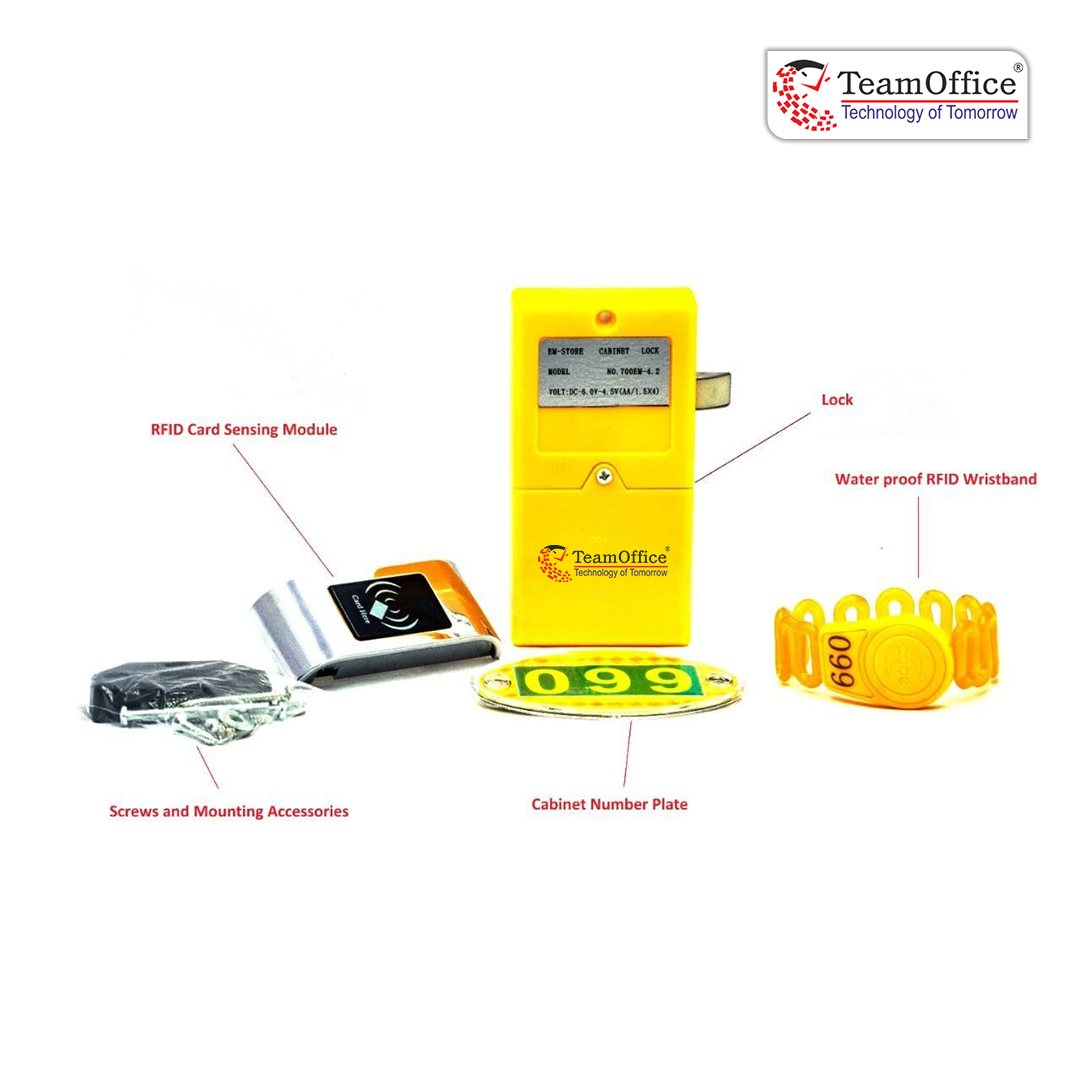 TeamOffice®
Technology of Tomorrow
EM-STORE CABINET LOCK
MODEL NO.700EM-4.2
VOLT:DC-6.0V-4.5V(AA/1.5X4)
Lock
RFID Card Sensing Module
Water proof RFID Wristband
TeamOffice®
Technology of Tomorrow
Card Here
099
099
Cabinet Number Plate
Screws and Mounting Accessories